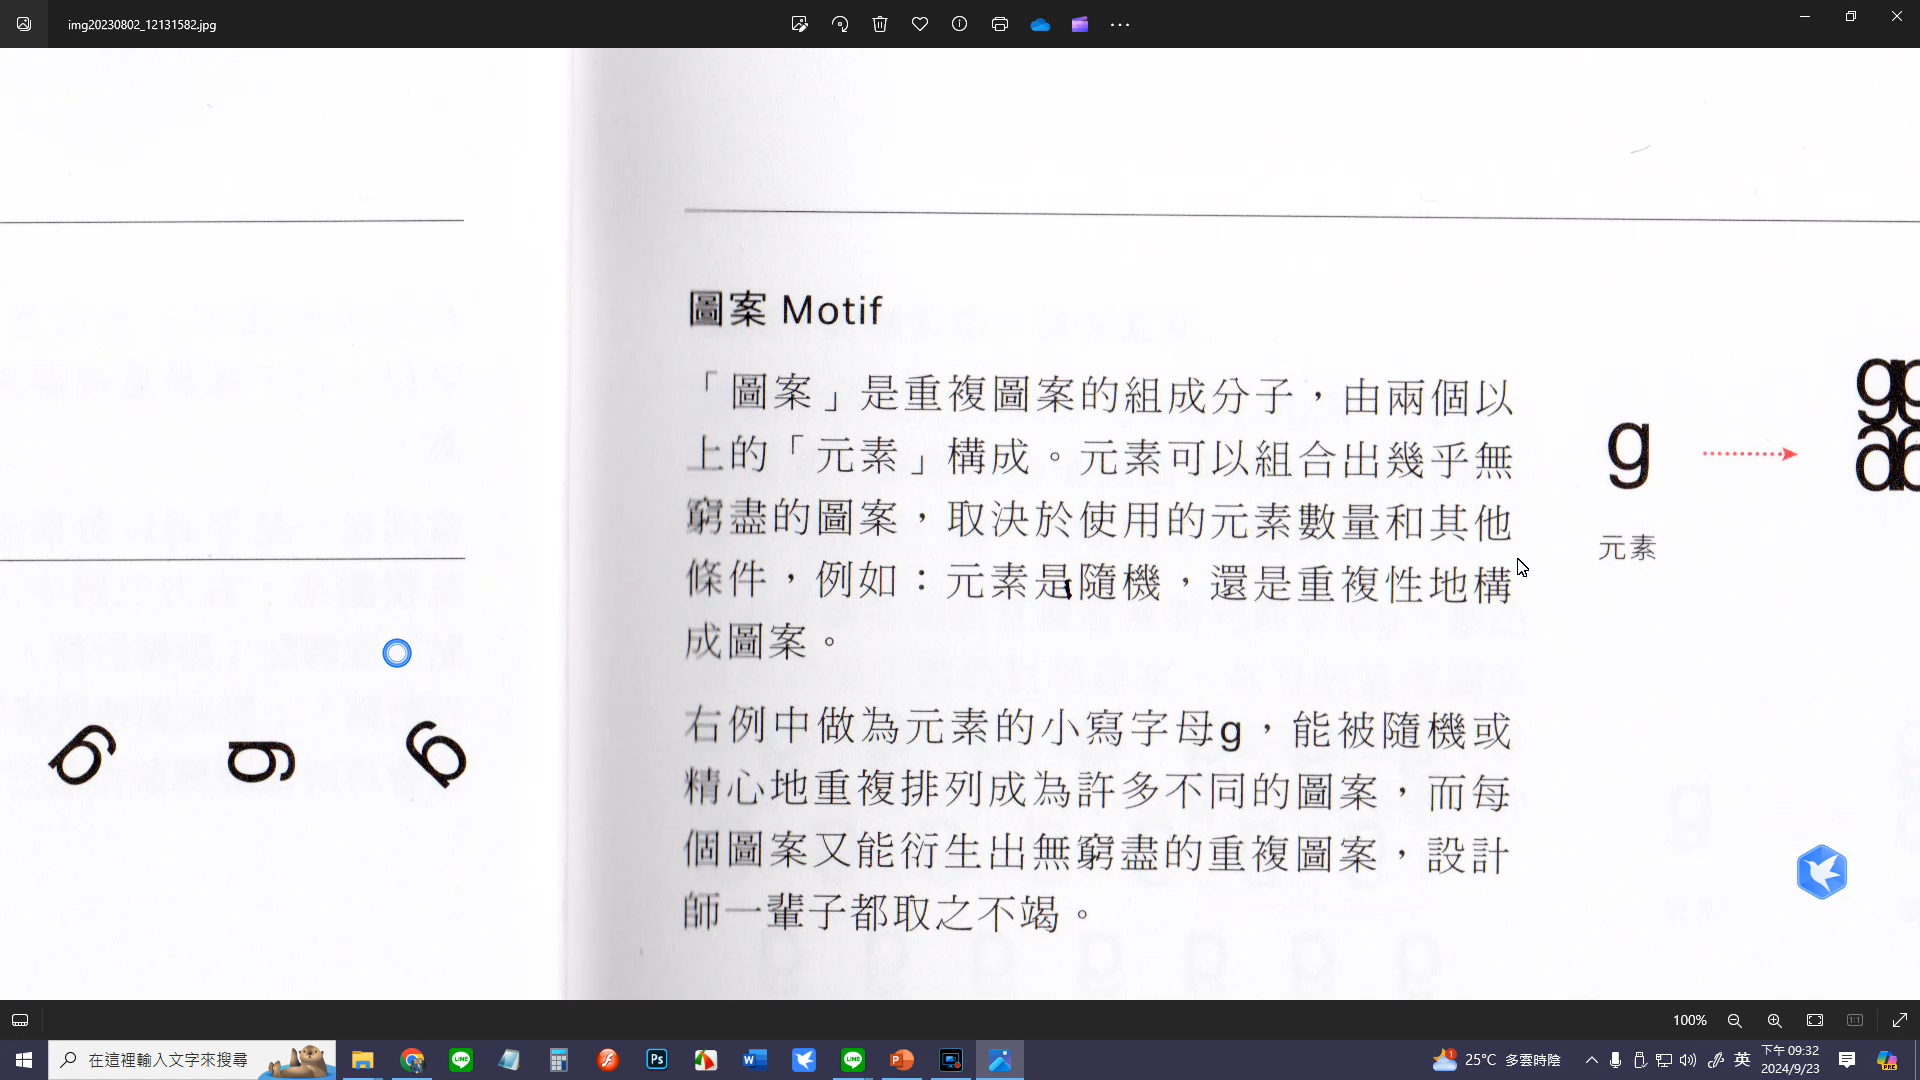 img20230802_12131582.jpg
圖案 Motif
「圖案」是重複圖案的組成分子，由兩個以
上的「元素」構成。元素可以組合出幾乎無
窮盡的圖案，取決於使用的元素數量和其他
條件，例如：元素是隨機，還是重複性地構
成圖案。
右例中做為元素的小寫字母g，能被隨機或
精心地重複排列成為許多不同的圖案，而每
個圖案又能衍生出無窮盡的重複圖案，設計
師一輩子都取之不竭。
g
元素
g g g
100%
在這裡輸入文字來搜尋
25°C 多雲時陰
英
下午 09:32
2024/9/23